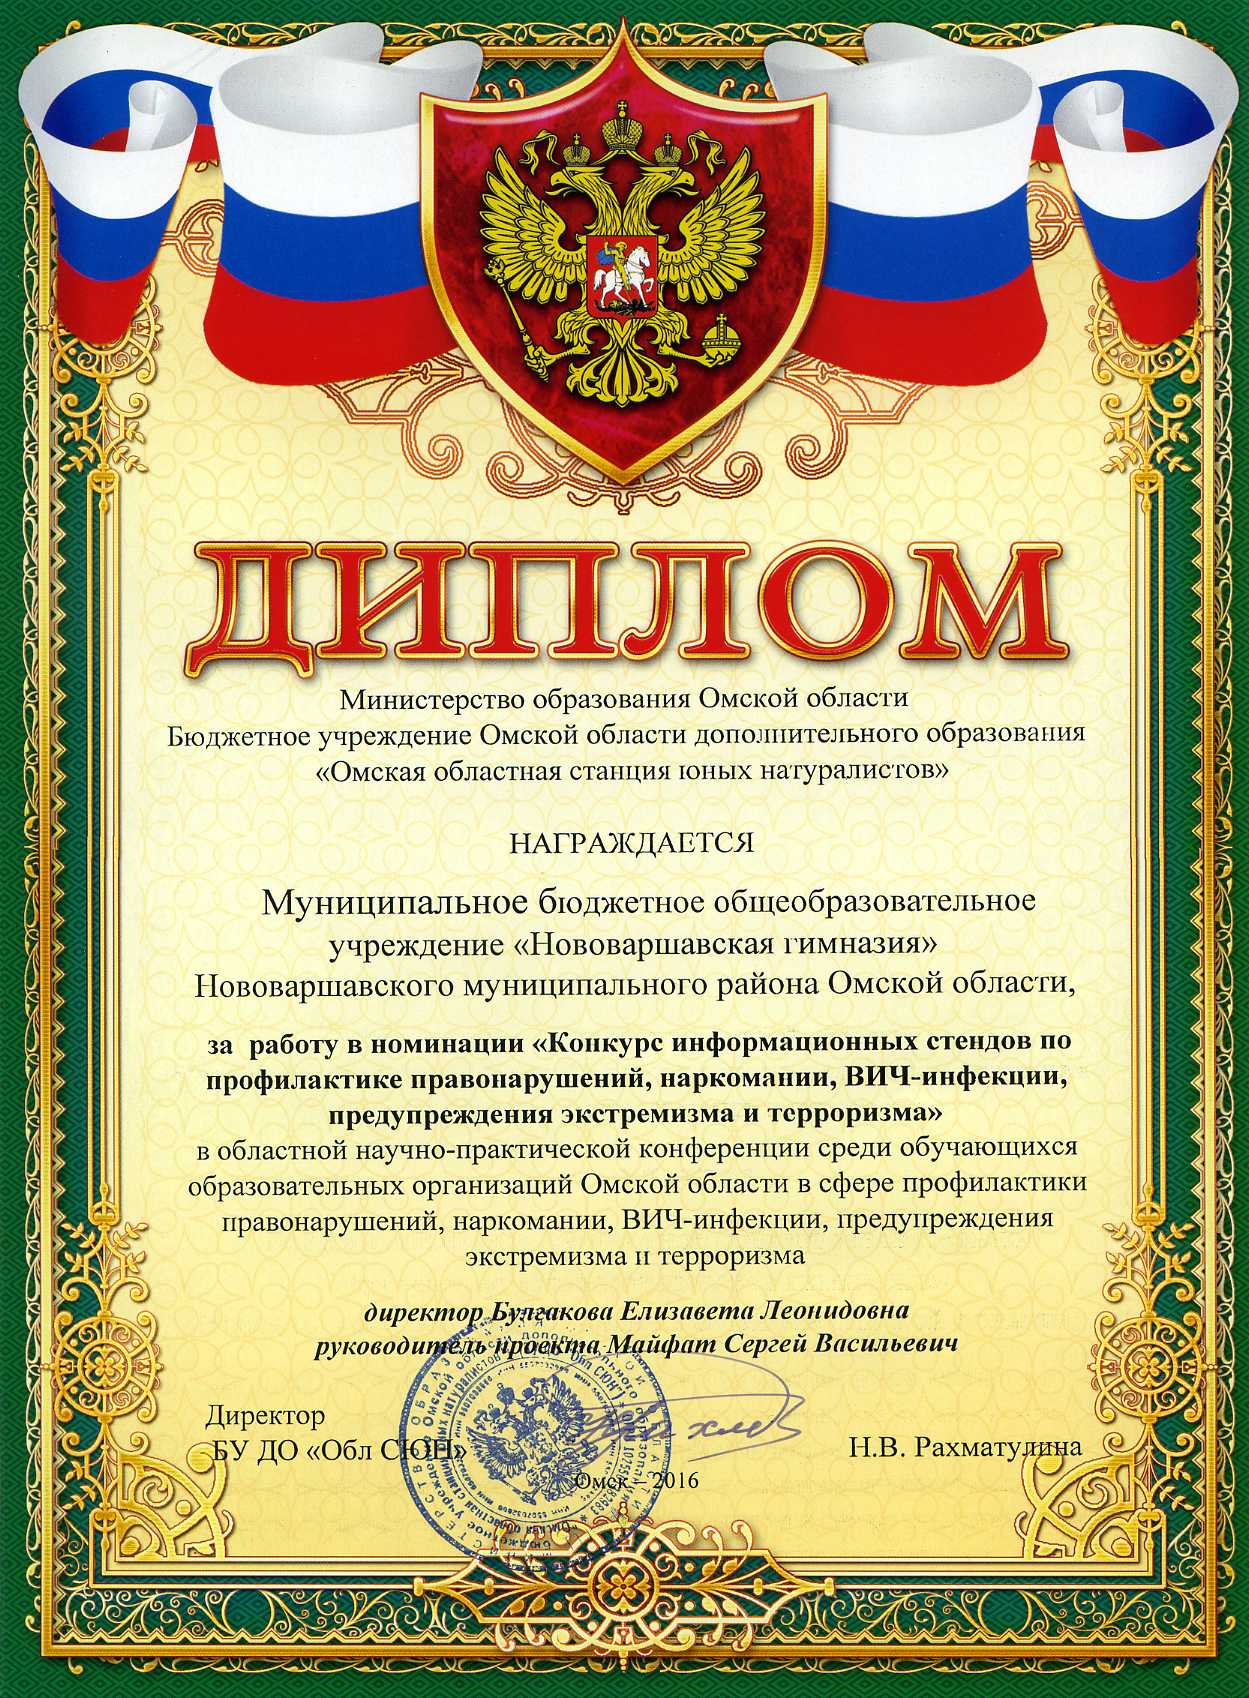 ДИПЛОМ
Министерство образования Омской области
Бюджетное учреждение Омской области дополнительного образования
«Омская областная станция юных натуралистов»
НАГРАЖДАЕТСЯ
Муниципальное бюджетное общеобразовательное
учреждение «Нововаршавская гимназия»
Нововаршавского муниципального района Омской области,
за работу в номинации «Конкурс информационных стендов по
профилактике правонарушений, наркомании, ВИЧ-инфекции,
предупреждения экстремизма и терроризма»
в областной научно-практической конференции среди обучающихся
образовательных организаций Омской области в сфере профилактики
правонарушений, наркомании, ВИЧ-инфекции, предупреждения
экстремизма и терроризма
директор Булгакова Елизавета Леонидовна
руководитель проекта Майфат Сергей Васильевич
Директор
БУ ДО «Обл СЮН»
Н.В. Рахматулина
Омск – 2016